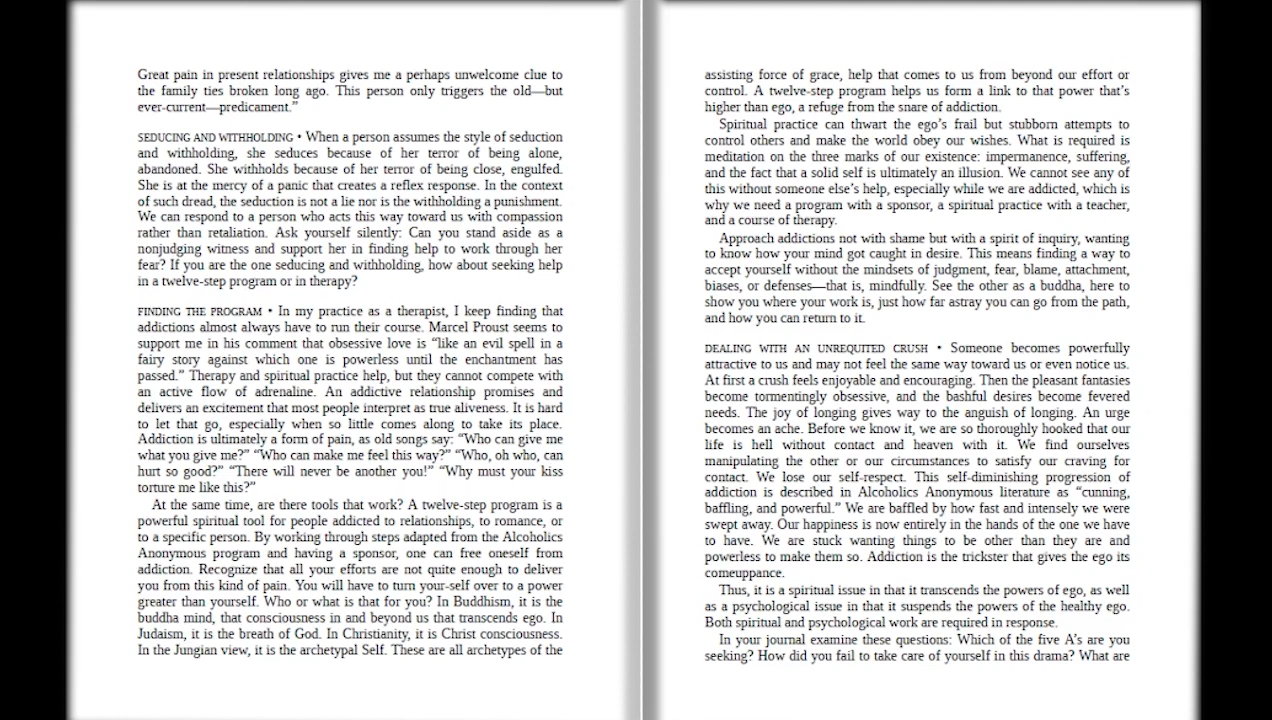 Great pain in present relationships gives me a perhaps unwelcome clue to
the family ties broken long ago. This person only triggers the old—but
ever-current—predicament.”
SEDUCING AND WITHHOLDING • When a person assumes the style of seduction
and withholding, she seduces because of her terror of being alone,
abandoned. She withholds because of her terror of being close, engulfed.
She is at the mercy of a panic that creates a reflex response. In the context
of such dread, the seduction is not a lie nor is the withholding a punishment.
We can respond to a person who acts this way toward us with compassion
rather than retaliation. Ask yourself silently: Can you stand aside as a
nonjudging witness and support her in finding help to work through her
fear? If you are the one seducing and withholding, how about seeking help
in a twelve-step program or in therapy?
FINDING THE PROGRAM • In my practice as a therapist, I keep finding that
addictions almost always have to run their course. Marcel Proust seems to
support me in his comment that obsessive love is “like an evil spell in a
fairy story against which one is powerless until the enchantment has
passed.” Therapy and spiritual practice help, but they cannot compete with
an active flow of adrenaline. An addictive relationship promises and
delivers an excitement that most people interpret as true aliveness. It is hard
to let that go, especially when so little comes along to take its place.
Addiction is ultimately a form of pain, as old songs say: “Who can give me
what you give me?” “Who can make me feel this way?” “Who, oh who, can
hurt so good?” “There will never be another you!” “Why must your kiss
torture me like this?”
At the same time, are there tools that work? A twelve-step program is a
powerful spiritual tool for people addicted to relationships, to romance, or
to a specific person. By working through steps adapted from the Alcoholics
Anonymous program and having a sponsor, one can free oneself from
addiction. Recognize that all your efforts are not quite enough to deliver
you from this kind of pain. You will have to turn your-self over to a power
greater than yourself. Who or what is that for you? In Buddhism, it is the
buddha mind, that consciousness in and beyond us that transcends ego. In
Judaism, it is the breath of God. In Christianity, it is Christ consciousness.
In the Jungian view, it is the archetypal Self. These are all archetypes of the
assisting force of grace, help that comes to us from beyond our effort or
control. A twelve-step program helps us form a link to that power that’s
higher than ego, a refuge from the snare of addiction.
Spiritual practice can thwart the ego’s frail but stubborn attempts to
control others and make the world obey our wishes. What is required is
meditation on the three marks of our existence: impermanence, suffering,
and the fact that a solid self is ultimately an illusion. We cannot see any of
this without someone else’s help, especially while we are addicted, which is
why we need a program with a sponsor, a spiritual practice with a teacher,
and a course of therapy.
Approach addictions not with shame but with a spirit of inquiry, wanting
to know how your mind got caught in desire. This means finding a way to
accept yourself without the mindsets of judgment, fear, blame, attachment,
biases, or defenses—that is, mindfully. See the other as a buddha, here to
show you where your work is, just how far astray you can go from the path,
and how you can return to it.
DEALING WITH AN UNREQUITED CRUSH • Someone becomes powerfully
attractive to us and may not feel the same way toward us or even notice us.
At first a crush feels enjoyable and encouraging. Then the pleasant fantasies
become tormentingly obsessive, and the bashful desires become fevered
needs. The joy of longing gives way to the anguish of longing. An urge
becomes an ache. Before we know it, we are so thoroughly hooked that our
life is hell without contact and heaven with it. We find ourselves
manipulating the other or our circumstances to satisfy our craving for
contact. We lose our self-respect. This self-diminishing progression of
addiction is described in Alcoholics Anonymous literature as “cunning,
baffling, and powerful.” We are baffled by how fast and intensely we were
swept away. Our happiness is now entirely in the hands of the one we have
to have. We are stuck wanting things to be other than they are and
powerless to make them so. Addiction is the trickster that gives the ego its
comeuppance.
Thus, it is a spiritual issue in that it transcends the powers of ego, as well
as a psychological issue in that it suspends the powers of the healthy ego.
Both spiritual and psychological work are required in response.
In your journal examine these questions: Which of the five A’s are you
seeking? How did you fail to take care of yourself in this drama? What are